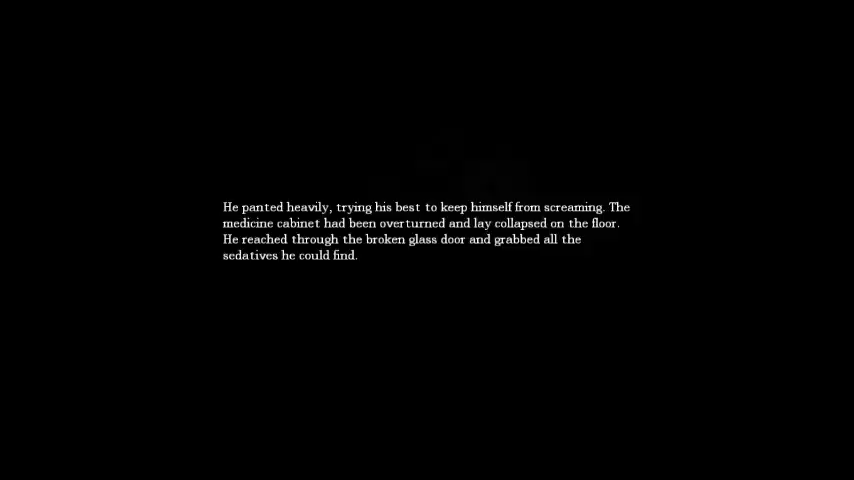 He panted heavily, trying his best to keep himself from screaming. The
medicine cabinet had been overturned and lay collapsed on the floor.
He reached through the broken glass door and grabbed all the
sedatives he could find.